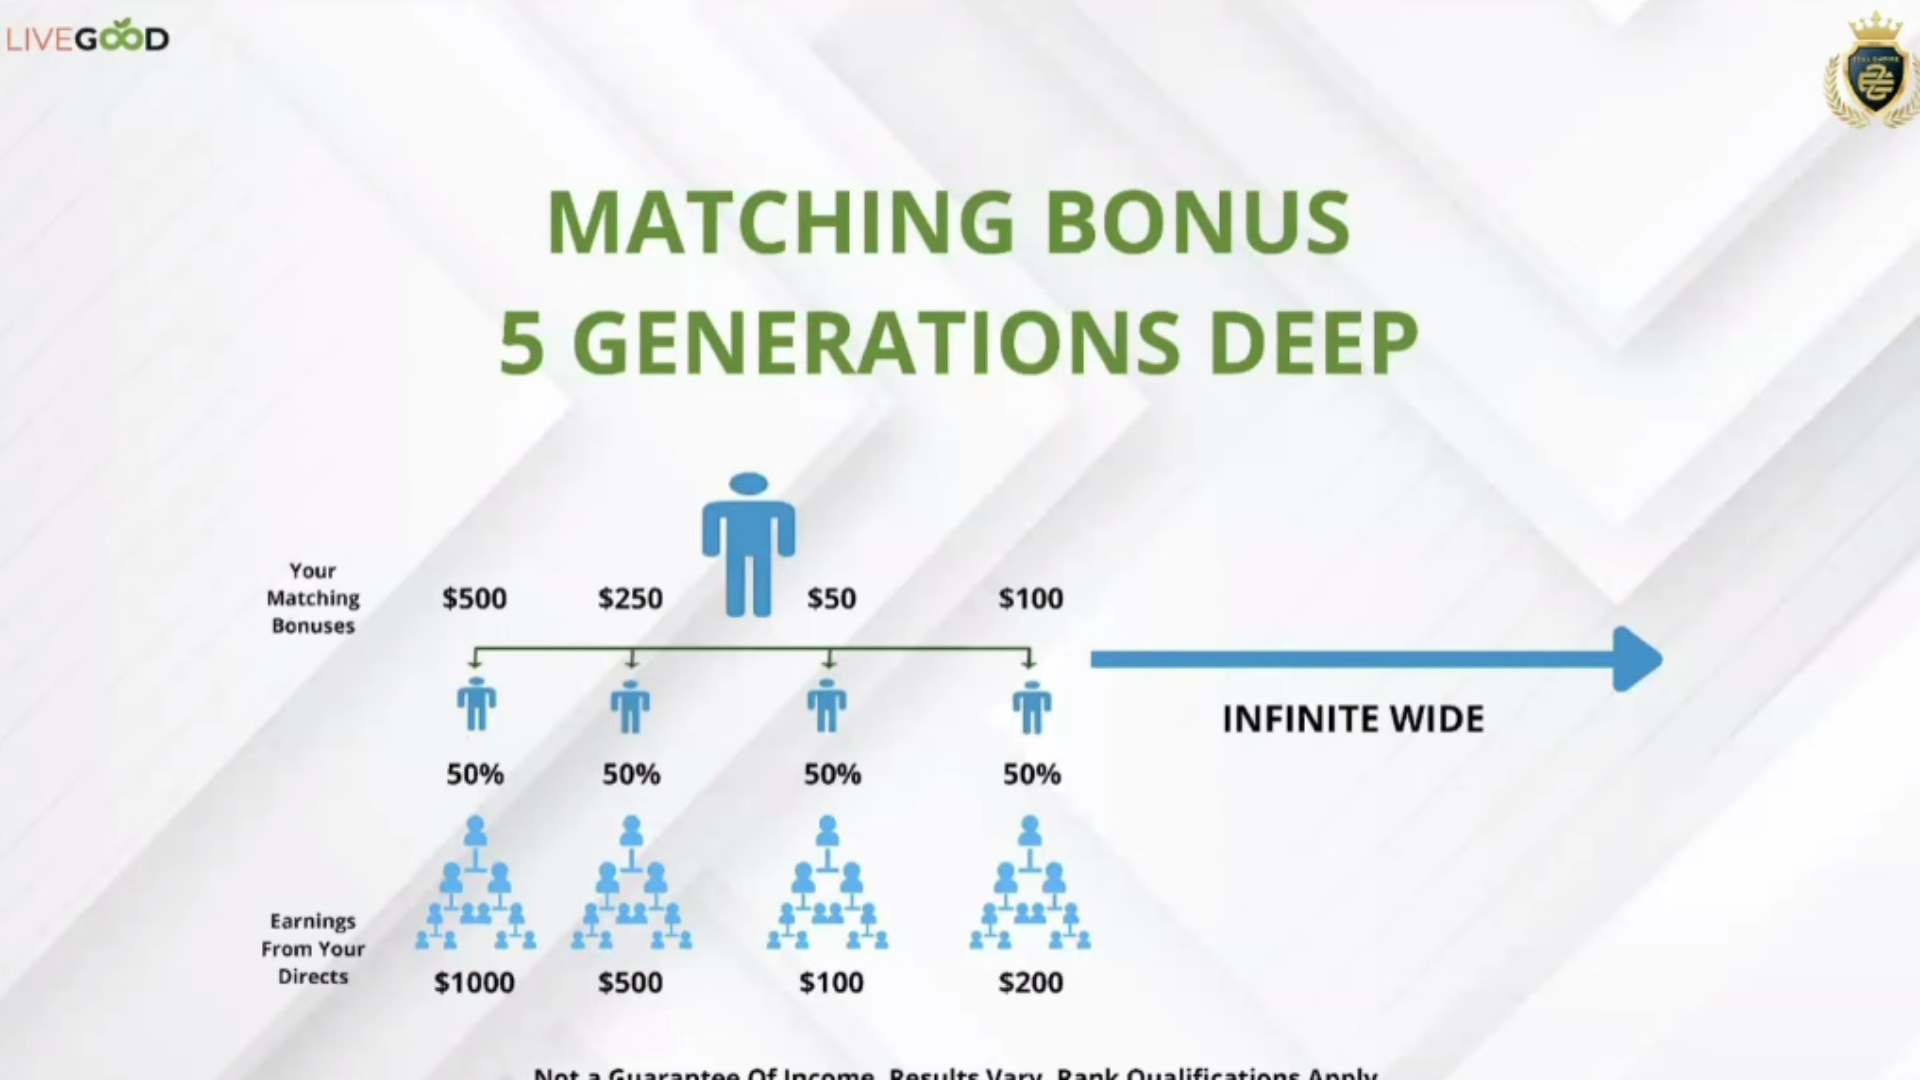 LIVEGOOD
MATCHING BONUS
5 GENERATIONS DEEP
Your
Matching
Bonuses
$500 $250 $50 $100
INFINITE WIDE
50% 50% 50% 50%
Earnings
From Your
Directs
$1000 $500 $100 $200
Not a Guarantee Of Income. Results Vary. Rank Qualifications Apply